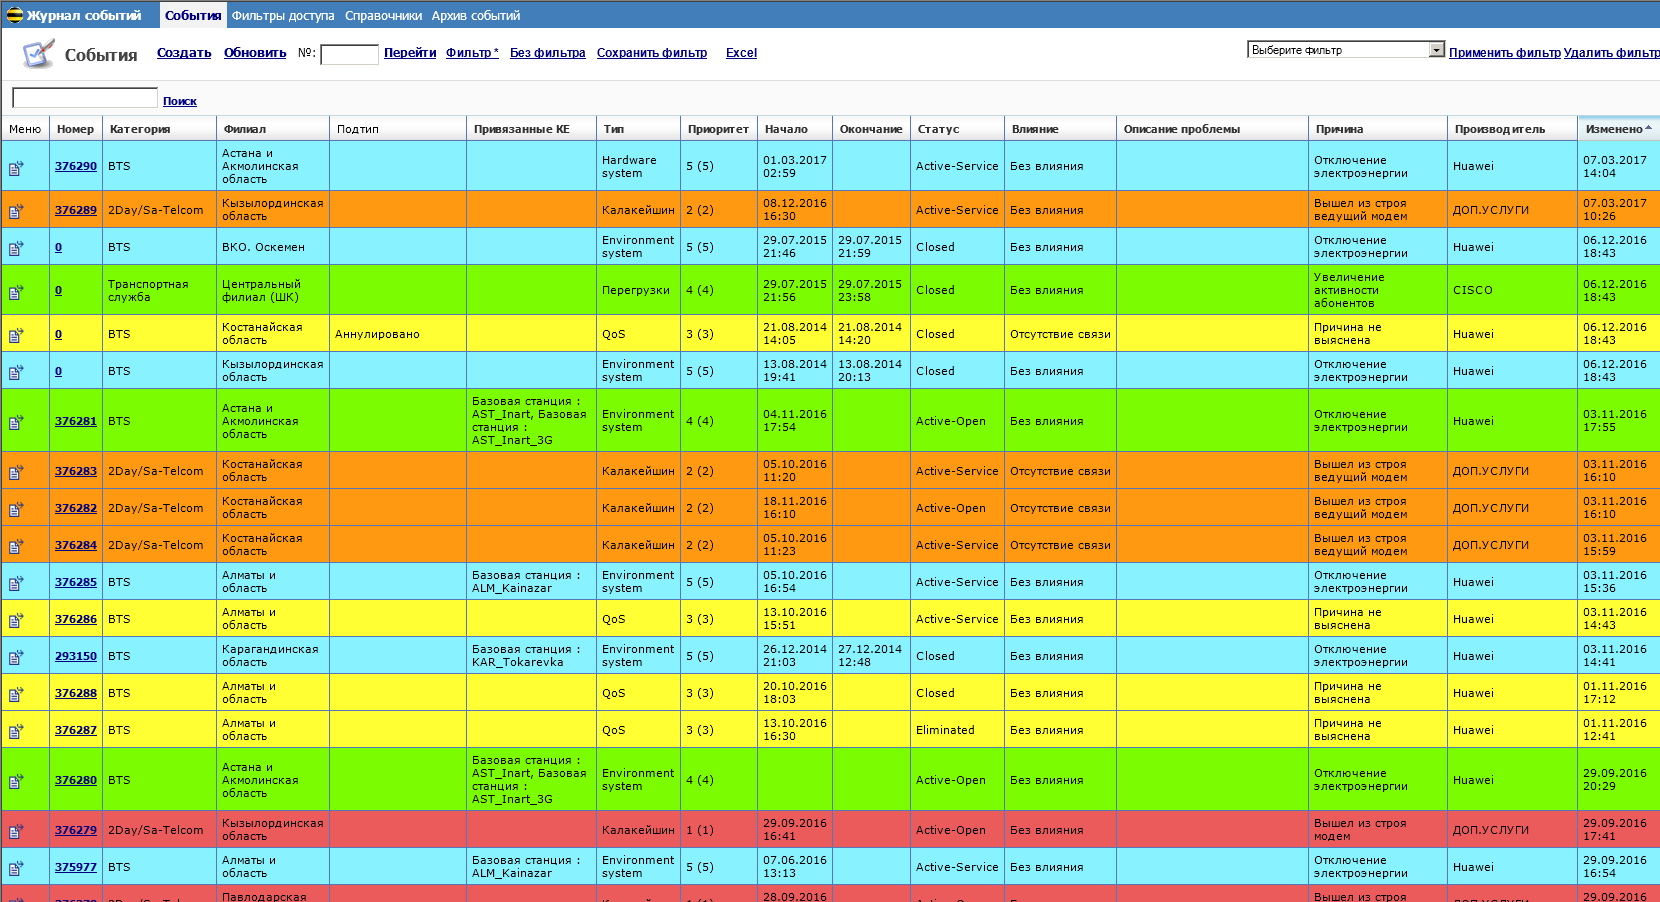 Журнал событий События Фильтры доступа Справочники Архив событий
События Создать Обновить №: Перейти Фильтр * Без фильтра Сохранить фильтр Excel Выберите фильтр Применить фильтр Удалить фильтр
Поиск
Меню Номер Категория Филиал Подтип Привязанные КЕ Тип Приоритет Начало Окончание Статус Влияние Описание проблемы Причина Производитель Изменено
376290 BTS Астана и Акмолинская область Hardware system 5 (5) 01.03.2017 02:59 Active-Service Без влияния Отключение электроэнергии Huawei 07.03.2017 14:04
376289 2Day/Sa-Telcom Кызылординская область Калакейшин 2 (2) 08.12.2016 16:30 Active-Service Без влияния Вышел из строя ведущий модем ДОП.УСЛУГИ 07.03.2017 10:26
0 BTS ВКО. Оскемен Environment system 5 (5) 29.07.2015 21:46 29.07.2015 21:59 Closed Без влияния Отключение электроэнергии Huawei 06.12.2016 18:43
0 Транспортная служба Центральный филиал (ШК) Перегрузки 4 (4) 29.07.2015 21:56 29.07.2015 23:58 Closed Без влияния Увеличение активности абонентов CISCO 06.12.2016 18:43
0 BTS Костанайская область Аннулировано QoS 3 (3) 21.08.2014 14:05 21.08.2014 14:20 Closed Отсутствие связи Причина не выяснена Huawei 06.12.2016 18:43
0 BTS Кызылординская область Environment system 5 (5) 13.08.2014 19:41 13.08.2014 20:13 Closed Без влияния Отключение электроэнергии Huawei 06.12.2016 18:43
376281 BTS Астана и Акмолинская область Базовая станция : AST_Inart, Базовая станция : AST_Inart_3G Environment system 4 (4) 04.11.2016 17:54 Active-Open Без влияния Отключение электроэнергии Huawei 03.11.2016 17:55
376283 2Day/Sa-Telcom Костанайская область Калакейшин 2 (2) 05.10.2016 11:20 Active-Service Отсутствие связи Вышел из строя ведущий модем ДОП.УСЛУГИ 03.11.2016 16:10
376282 2Day/Sa-Telcom Костанайская область Калакейшин 2 (2) 18.11.2016 16:10 Active-Open Отсутствие связи Вышел из строя ведущий модем ДОП.УСЛУГИ 03.11.2016 16:10
376284 2Day/Sa-Telcom Костанайская область Калакейшин 2 (2) 05.10.2016 11:23 Active-Service Отсутствие связи Вышел из строя ведущий модем ДОП.УСЛУГИ 03.11.2016 15:59
376285 BTS Алматы и область Базовая станция : ALM_Kainazar Environment system 5 (5) 05.10.2016 16:54 Active-Service Без влияния Отключение электроэнергии Huawei 03.11.2016 15:36
376286 BTS Алматы и область QoS 3 (3) 13.10.2016 15:51 Active-Service Без влияния Причина не выяснена Huawei 03.11.2016 14:43
293150 BTS Карагандинская область Базовая станция : KAR_Tokarevka Environment system 5 (5) 26.12.2014 21:03 27.12.2014 12:48 Closed Без влияния Отключение электроэнергии Huawei 03.11.2016 14:41
376288 BTS Алматы и область QoS 3 (3) 20.10.2016 18:03 Closed Без влияния Причина не выяснена Huawei 01.11.2016 17:12
376287 BTS Алматы и область QoS 3 (3) 13.10.2016 16:30 Eliminated Без влияния Причина не выяснена Huawei 01.11.2016 12:41
376280 BTS Астана и Акмолинская область Базовая станция : AST_Inart, Базовая станция : AST_Inart_3G Environment system 4 (4) Active-Open Без влияния Отключение электроэнергии Huawei 29.09.2016 20:29
376279 2Day/Sa-Telcom Кызылординская область Калакейшин 1 (1) 29.09.2016 16:41 Active-Open Без влияния Вышел из строя модем ДОП.УСЛУГИ 29.09.2016 17:41
375977 BTS Алматы и область Базовая станция : ALM_Kainazar Environment system 5 (5) 07.06.2016 13:13 Active-Service Без влияния Отключение электроэнергии Huawei 29.09.2016 16:54
Павлодарская 28.09.2016 Вышел из строя 29.09.2016